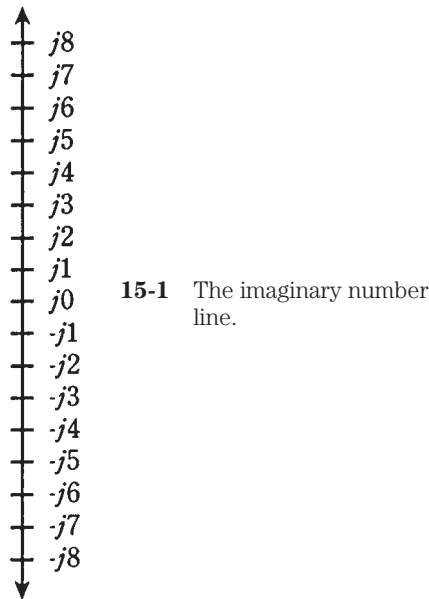 j8
j7
j6
j5
j4
j3
j2
j1
j0
-j1
-j2
-j3
-j4
-j5
-j6
-j7
-j8
15-1 The imaginary number
line.